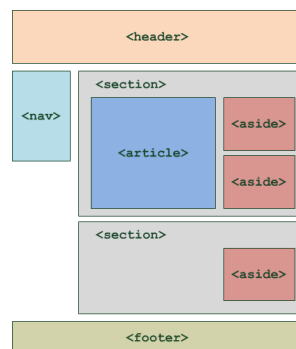 <header>
<section>
<nav>
<aside>
<article>
<aside>
<section>
<aside>
<footer>